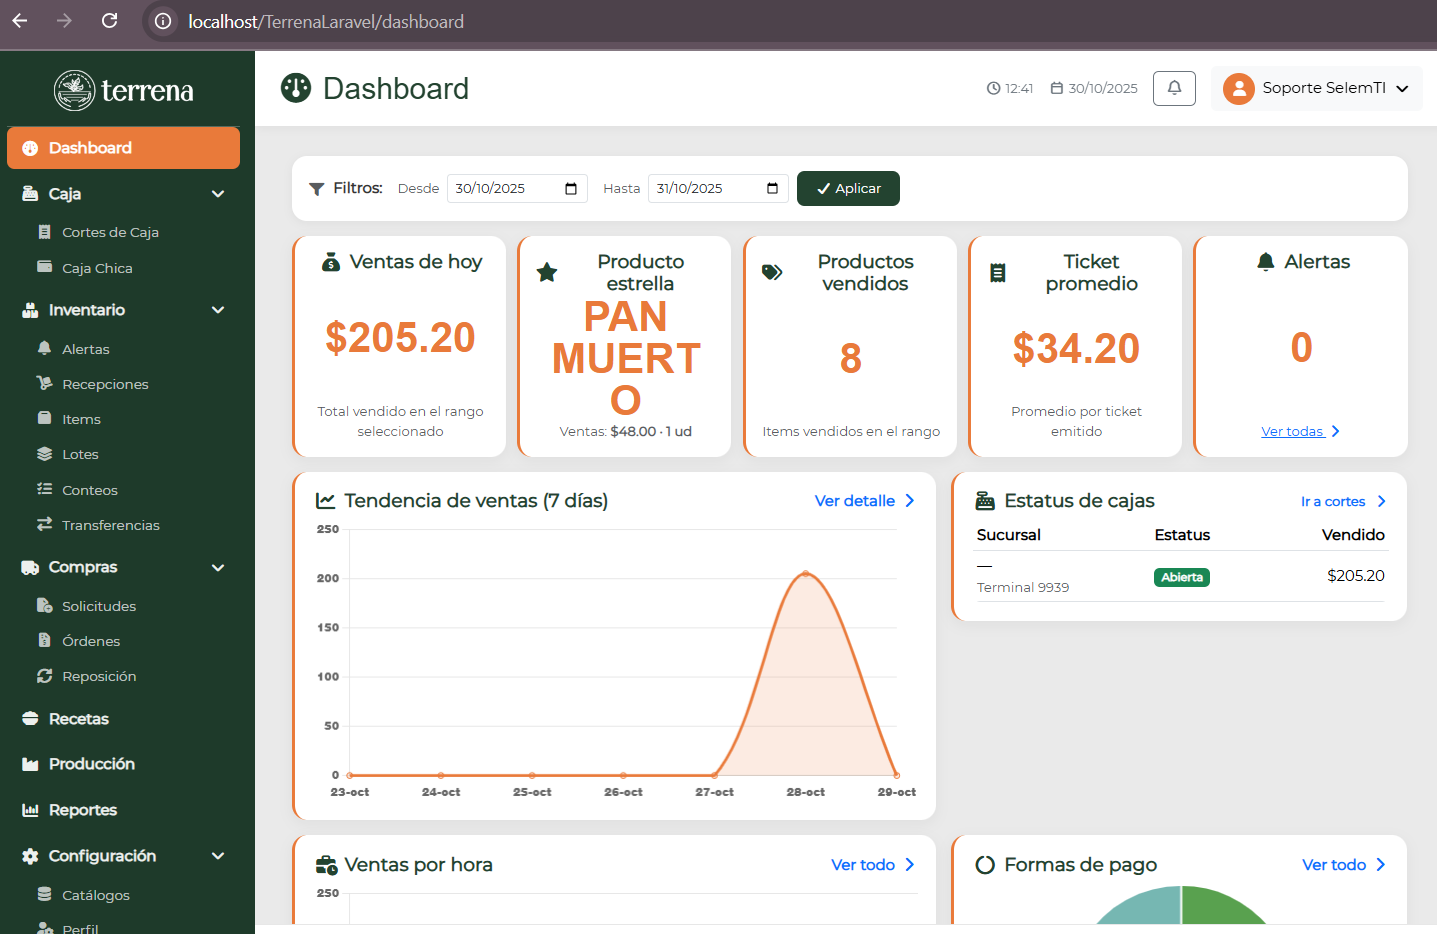 localhost/TerrenaLaravel/dashboard
terrena
Dashboard
Caja
Cortes de Caja
Caja Chica
Inventario
Alertas
Recepciones
Items
Lotes
Conteos
Transferencias
Compras
Solicitudes
Órdenes
Reposición
Recetas
Producción
Reportes
Configuración
Catálogos
Perfil
Dashboard
12:41
30/10/2025
Soporte SelemTI
Filtros: Desde 30/10/2025 Hasta 31/10/2025 Aplicar
Ventas de hoy
$205.20
Total vendido en el rango
seleccionado
Producto
estrella
PAN
MUERT
O
Ventas: $48.00 · 1 ud
Productos
vendidos
8
Items vendidos en el rango
Ticket
promedio
$34.20
Promedio por ticket
emitido
Alertas
0
Ver todas
Tendencia de ventas (7 días)
Ver detalle
250
200
150
100
50
0
23-oct 24-oct 25-oct 26-oct 27-oct 28-oct 29-oct
Estatus de cajas
Ir a cortes
Sucursal Estatus Vendido
—
Terminal 9939
Abierta
$205.20
Ventas por hora
Ver todo
250
Formas de pago
Ver todo